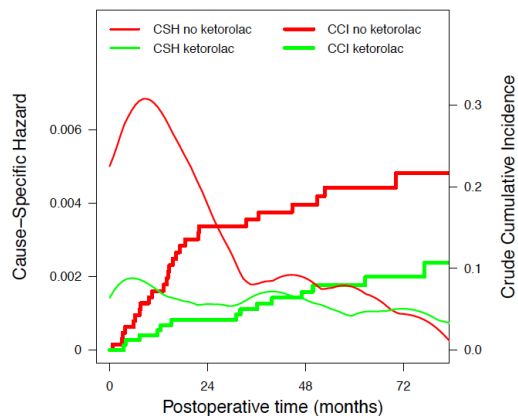 CSH no ketorolac
CSH ketorolac
CCI no ketorolac
CCI ketorolac
Cause–Specific Hazard
0.006
0.004
0.002
0
Crude Cumulative Incidence
0.3
0.2
0.1
0.0
0 24 48 72
Postoperative time (months)